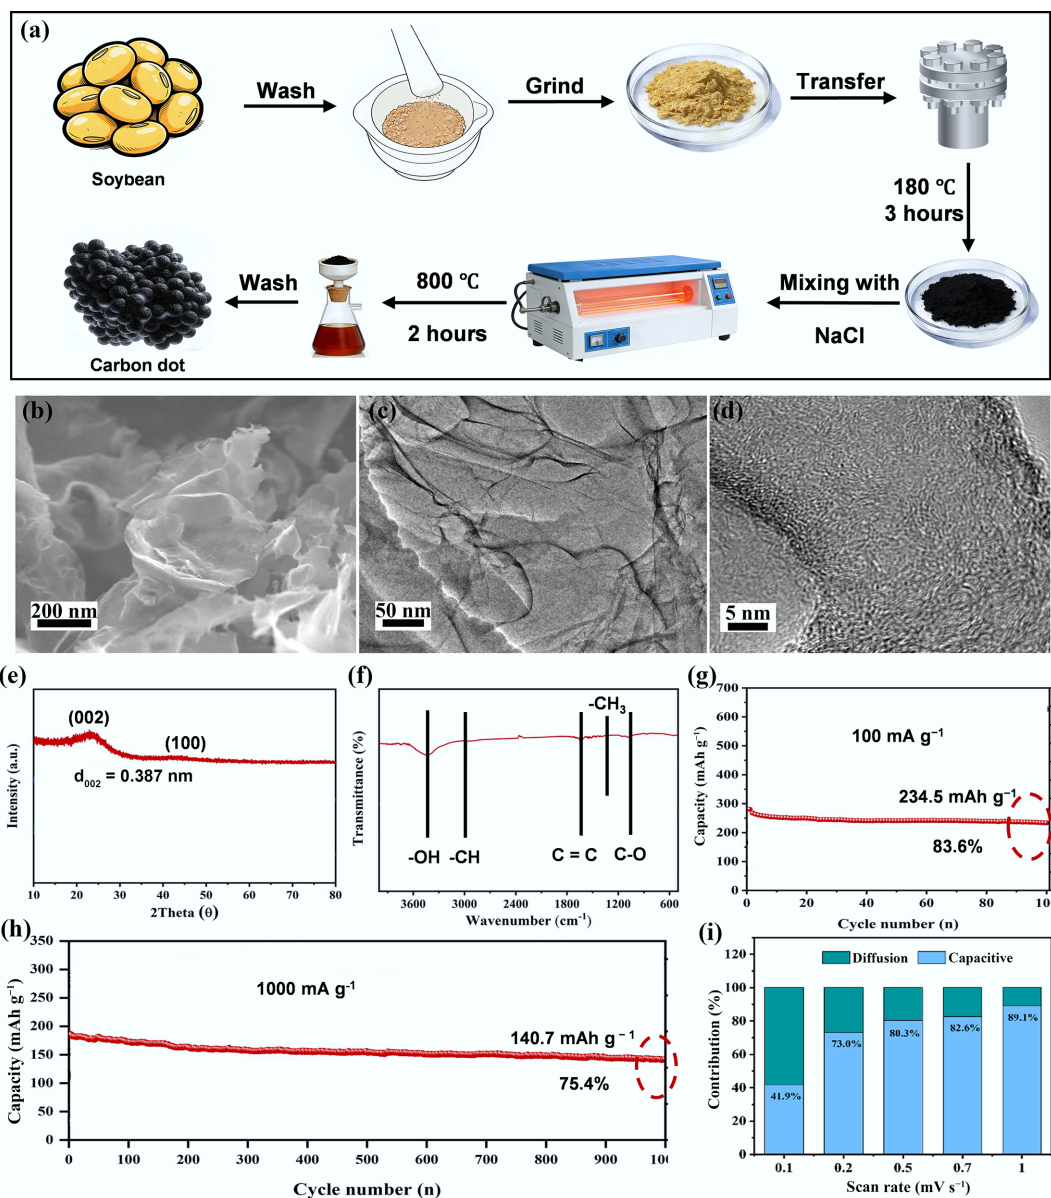 (a)
Soybean
Wash
Grind
Transfer
180 ℃
3 hours
Mixing with
NaCl
800 ℃
2 hours
Wash
Carbon dot
(b)
200 nm
(c)
50 nm
(d)
5 nm
(e)
(002)
(100)
d002 = 0.387 nm
Intensity (a.u.)
10 20 30 40 50 60 70 80
2Theta (θ)
(f)
-CH3
-OH
-CH
C = C
C-O
Transmittance (%)
3600 3000 2400 1800 1200 600
Wavenumber (cm-1)
(g)
100 mA g−1
234.5 mAh g−1
83.6%
Capacity (mAh g−1)
700
600
500
400
300
200
100
0
0 20 40 60 80 10
Cycle number (n)
(h)
1000 mA g-1
140.7 mAh g−1
75.4%
Capacity (mAh g−1)
350
300
250
200
150
100
50
0
0 100 200 300 400 500 600 700 800 900 100
Cycle number (n)
(i)
Diffusion
Capacitive
41.9%
73.0%
80.3%
82.6%
89.1%
Contribution (%)
120
100
80
60
40
20
0
0.1 0.2 0.5 0.7 1
Scan rate (mV s−1)